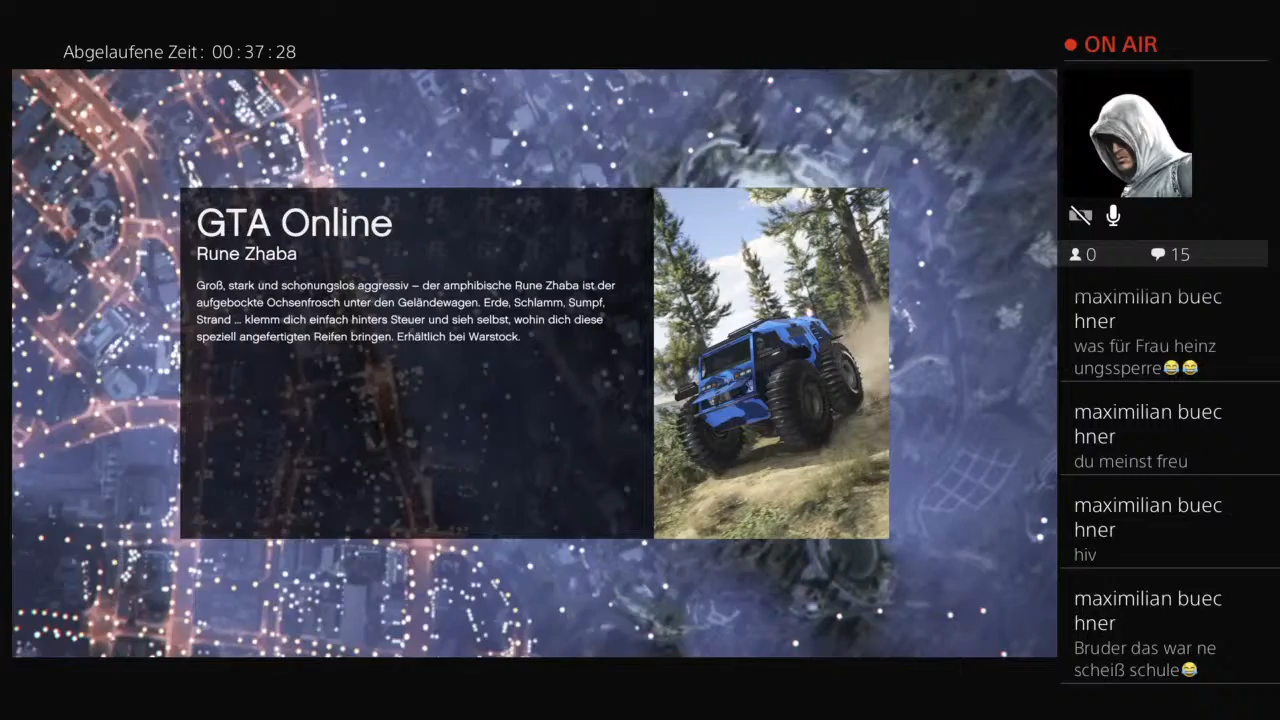 Abgelaufene Zeit: 00:37:28
ON AIR
GTA Online
Rune Zhaba
Groß, stark und schonungslos aggressiv – der amphibische Rune Zhaba ist der
aufgebockte Ochsenfrosch unter den Geländewagen. Erde, Schlamm, Sumpf,
Strand ... klemm dich einfach hinters Steuer und sieh selbst, wohin dich diese
speziell angefertigten Reifen bringen. Erhältlich bei Warstock.
0 15
maximilian buec
hner
was für Frau heinz
ungssperre😂😂
maximilian buec
hner
du meinst freu
maximilian buec
hner
hiv
maximilian buec
hner
Bruder das war ne
scheiß schule😂